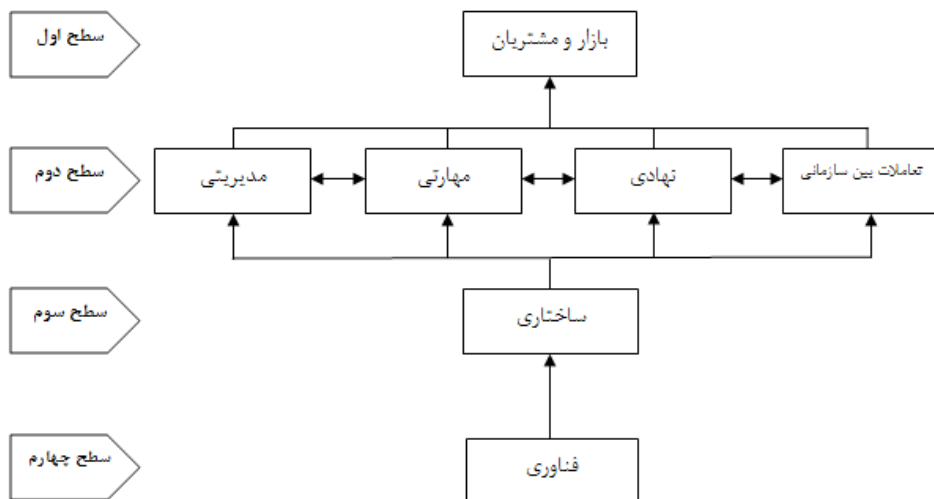 سطح اول
بازار و مشتریان
سطح دوم
تعاملات بین سازمانی
نهادی
مهارتی
مدیریتی
سطح سوم
ساختاری
سطح چهارم
فناوری